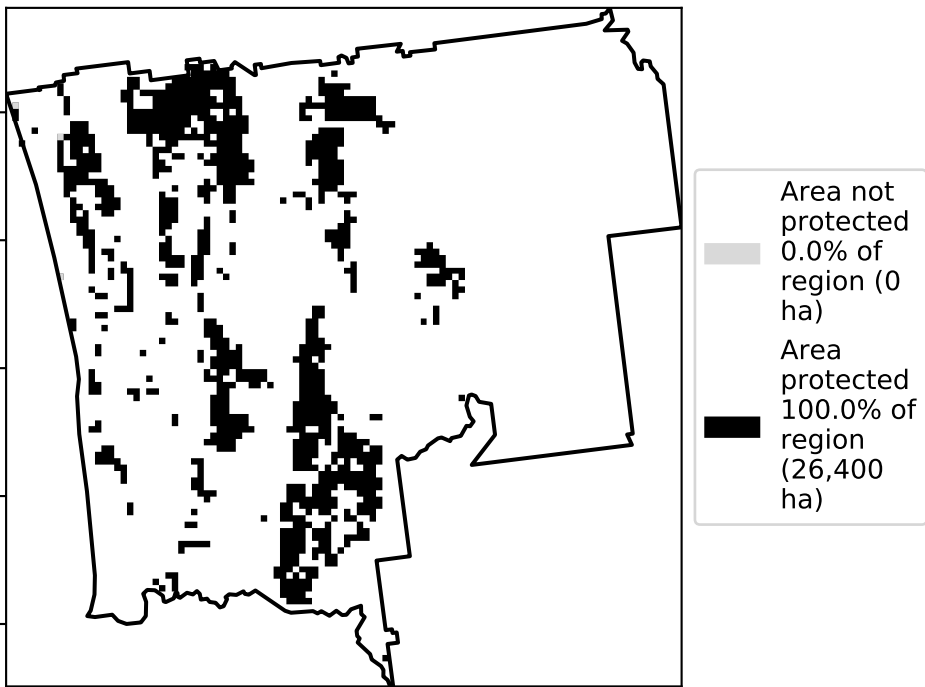 Area not
protected
0.0% of
region (0
ha)
Area
protected
100.0% of
region
(26,400
ha)